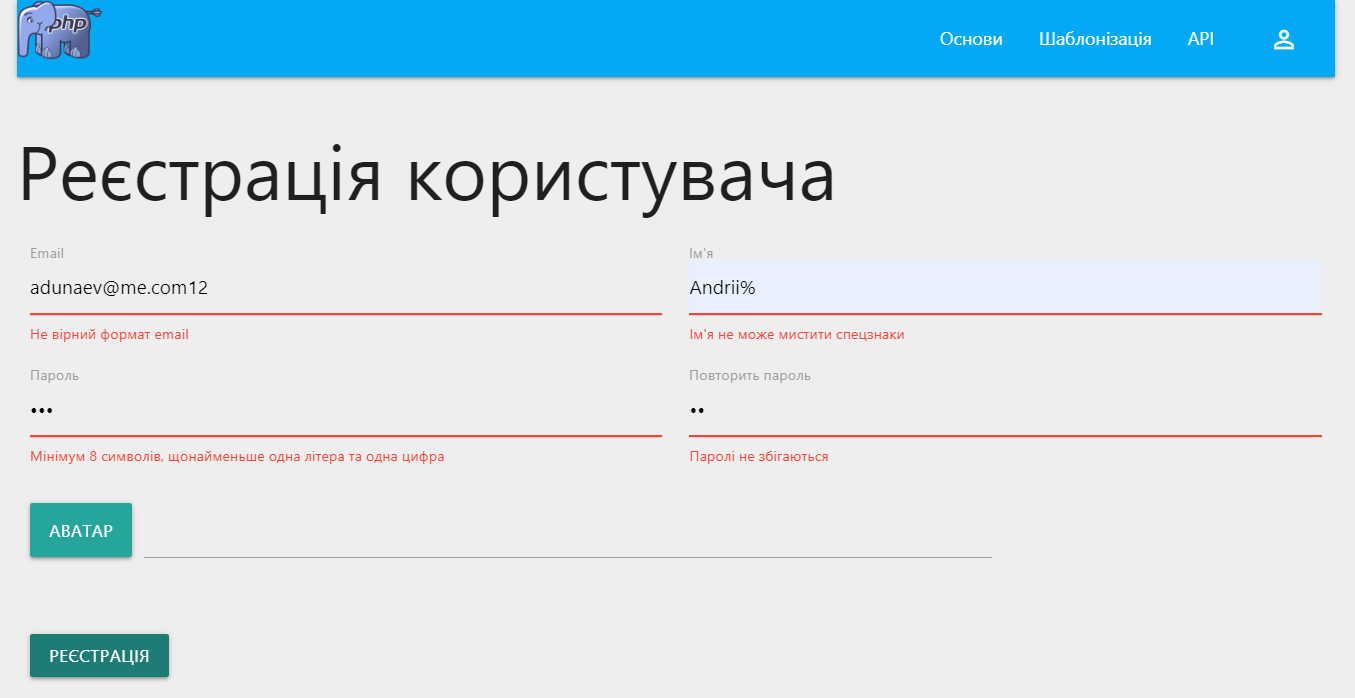 php
Основи Шаблонізація API
Реєстрація користувача
Email Ім'я
adunaev@me.com12 Andrii%
Не вірний формат email Ім'я не може мистити спецзнаки
Пароль Повторить пароль
••• ••
Мінімум 8 символів, щонайменьше одна літера та одна цифра Паролі не збігаються
АВАТАР
РЕЄСТРАЦІЯ